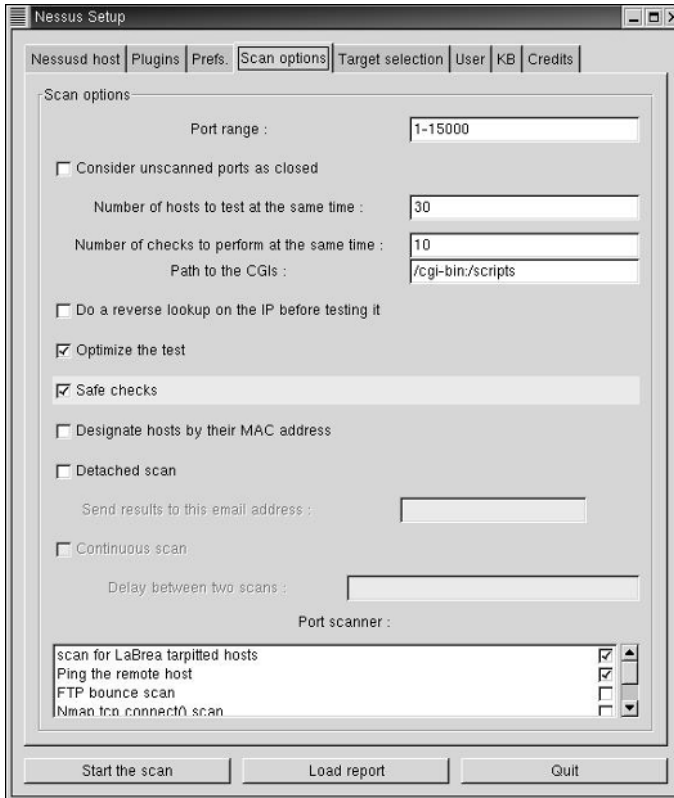 Nessus Setup
Nessusd host Plugins Prefs. Scan options Target selection User KB Credits
Scan options
Port range : 1-15000
Consider unscanned ports as closed
Number of hosts to test at the same time : 30
Number of checks to perform at the same time : 10
Path to the CGIs : /cgi-bin:/scripts
Do a reverse lookup on the IP before testing it
Optimize the test
Safe checks
Designate hosts by their MAC address
Detached scan
Send results to this email address :
Continuous scan
Delay between two scans :
Port scanner :
scan for LaBrea tarpitted hosts
Ping the remote host
FTP bounce scan
Nmap tcp connect() scan
Start the scan Load report Quit